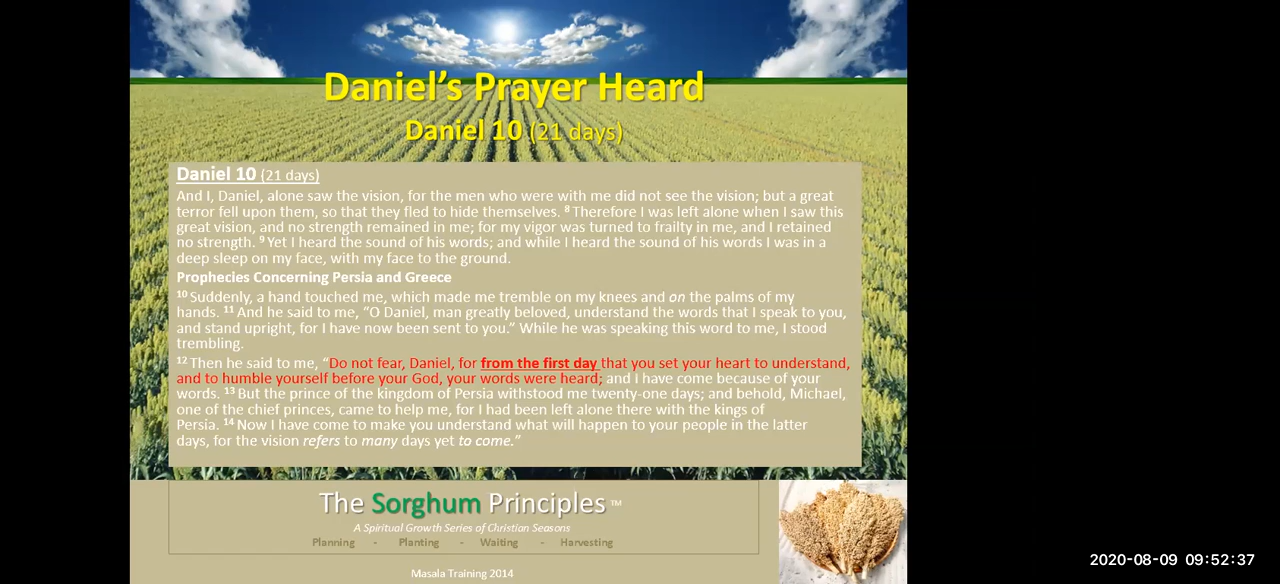 Daniel's Prayer Heard
Daniel 10 (21 days)
Daniel 10 (21 days)
And I, Daniel, alone saw the vision, for the men who were with me did not see the vision; but a great
terror fell upon them, so that they fled to hide themselves. 8 Therefore I was left alone when I saw this
great vision, and no strength remained in me; for my vigor was turned to frailty in me, and I retained
no strength. 9 Yet I heard the sound of his words; and while I heard the sound of his words I was in a
deep sleep on my face, with my face to the ground.
Prophecies Concerning Persia and Greece
10 Suddenly, a hand touched me, which made me tremble on my knees and on the palms of my
hands. 11 And he said to me, “O Daniel, man greatly beloved, understand the words that I speak to you,
and stand upright, for I have now been sent to you.” While he was speaking this word to me, I stood
trembling.
12 Then he said to me, “Do not fear, Daniel, for from the first day that you set your heart to understand,
and to humble yourself before your God, your words were heard; and I have come because of your
words. 13 But the prince of the kingdom of Persia withstood me twenty-one days; and behold, Michael,
one of the chief princes, came to help me, for I had been left alone there with the kings of
Persia. 14 Now I have come to make you understand what will happen to your people in the latter
days, for the vision refers to many days yet to come.”
The Sorghum Principles ™
A Spiritual Growth Series of Christian Seasons
Planning - Planting - Waiting - Harvesting
Masala Training 2014
2020-08-09 09:52:37